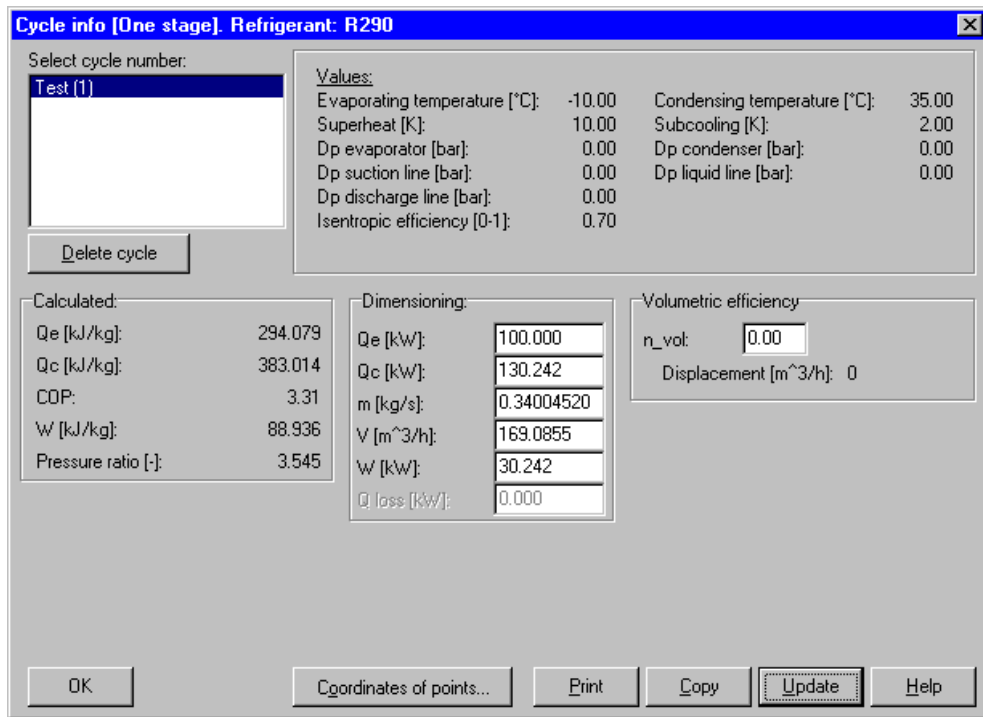 Cycle info [One stage]. Refrigerant: R290
Select cycle number:
Test (1)
Delete cycle
Values:
Evaporating temperature [°C]: -10.00 Condensing temperature [°C]: 35.00
Superheat [K]: 10.00 Subcooling [K]: 2.00
Dp evaporator [bar]: 0.00 Dp condenser [bar]: 0.00
Dp suction line [bar]: 0.00 Dp liquid line [bar]: 0.00
Dp discharge line [bar]: 0.00
Isentropic efficiency [0-1]: 0.70
Calculated:
Qe [kJ/kg]: 294.079
Qc [kJ/kg]: 383.014
COP: 3.31
W [kJ/kg]: 88.936
Pressure ratio [-]: 3.545
Dimensioning:
Qe [kW]: 100.000
Qc [kW]: 130.242
m [kg/s]: 0.34004520
V [m^3/h]: 169.0855
W [kW]: 30.242
Q loss [kW]: 0.000
Volumetric efficiency
n_vol: 0.00
Displacement [m^3/h]: 0
OK
Coordinates of points...
Print
Copy
Update
Help